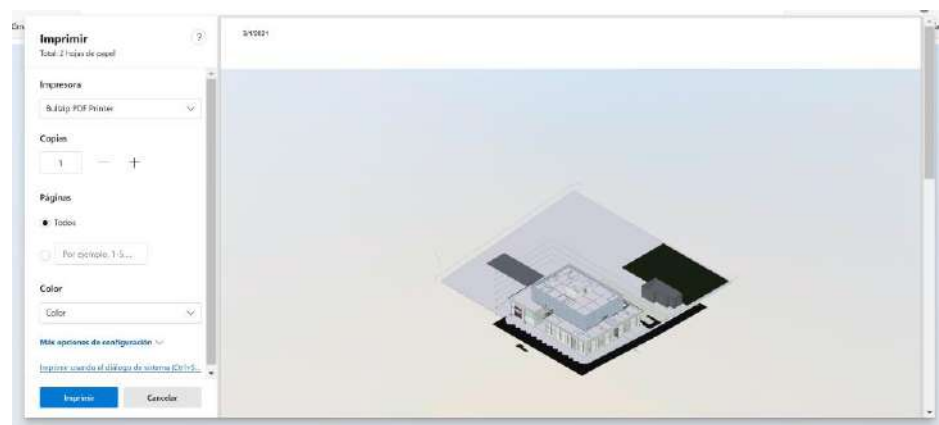 Imprimir
?
Total: 2 hojas de papel
Impresora
Bullzip PDF Printer
Copias
1
Páginas
Todos
Por ejemplo, 1-5...
Color
Color
Más opciones de configuración
Imprimir usando el diálogo de sistema (Ctrl+S...
Imprimir
Cancelar